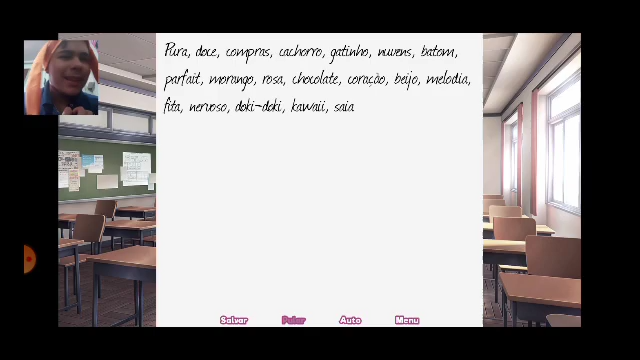 Pura, doce, compras, cachorro, gatinho, nuvens, batom,
parfait, morango, rosa, chocolate, coração, beijo, melodia,
fita, nervoso, doki-doki, kawaii, saia
Salvar Pular Auto Menu